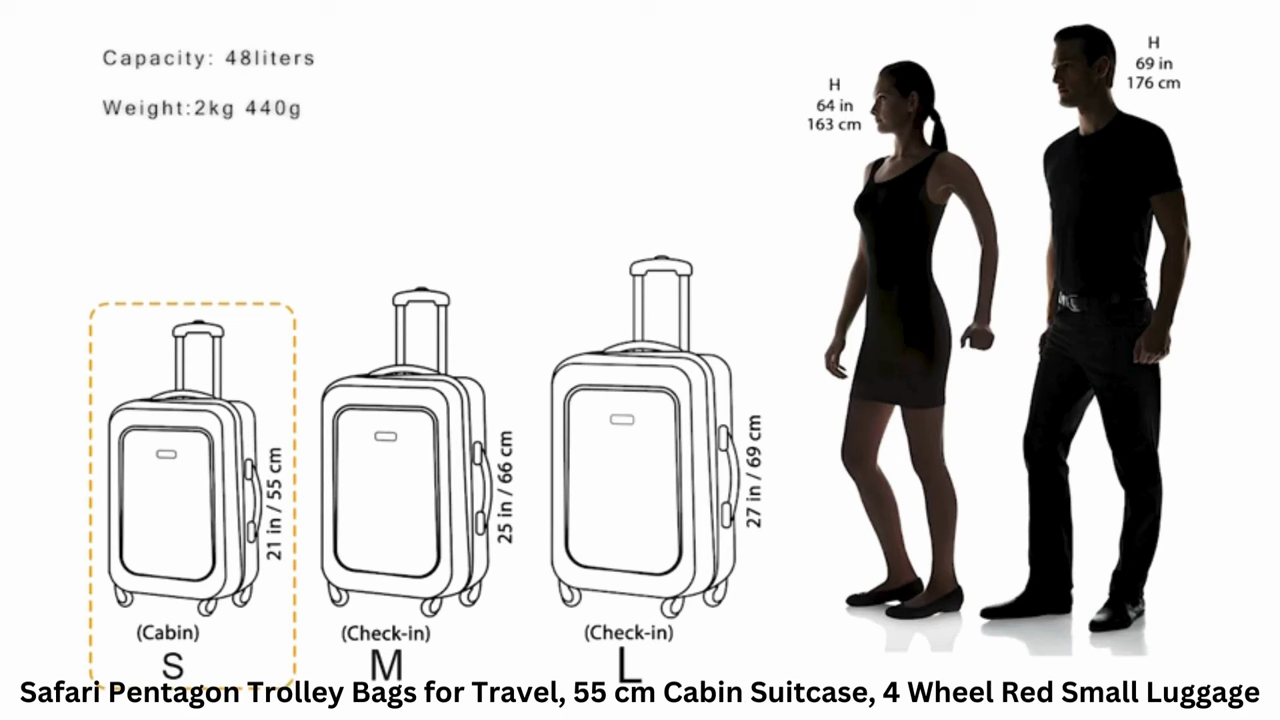 Capacity: 48liters
Weight:2kg 440g
H
64 in
163 cm
H
69 in
176 cm
21 in / 55 cm
25 in / 66 cm
27 in / 69 cm
(Cabin)
S
(Check-in)
M
(Check-in)
L
Safari Pentagon Trolley Bags for Travel, 55 cm Cabin Suitcase, 4 Wheel Red Small Luggage